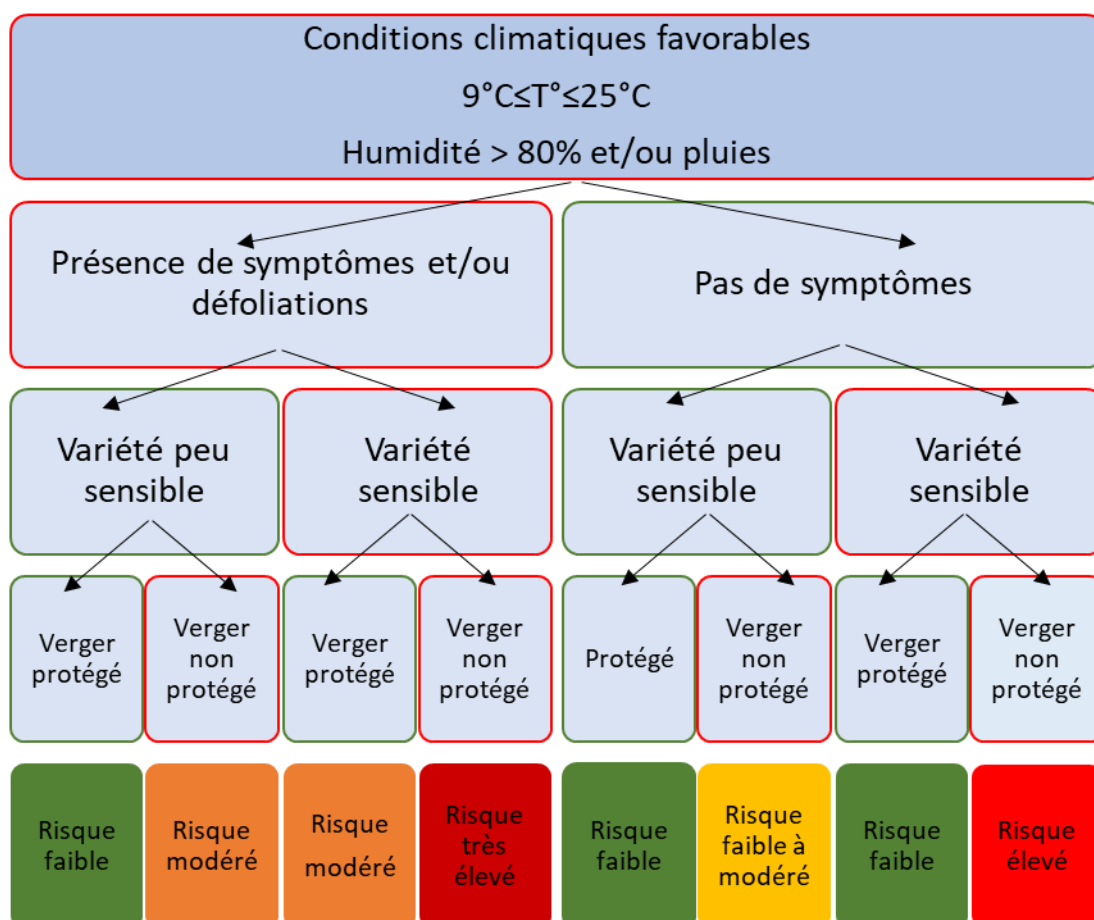 Conditions climatiques favorables
9°C≤T°≤25°C
Humidité > 80% et/ou pluies
Présence de symptômes et/ou
défoliations
Pas de symptômes
Variété peu
sensible
Variété
sensible
Variété peu
sensible
Variété
sensible
Verger
protégé
Verger
non
protégé
Verger
protégé
Verger
non
protégé
Protégé
Verger
non
protégé
Verger
protégé
Verger
non
protégé
Risque
faible
Risque
modéré
Risque
modéré
Risque
très
élevé
Risque
faible
Risque
faible à
modéré
Risque
faible
Risque
élevé